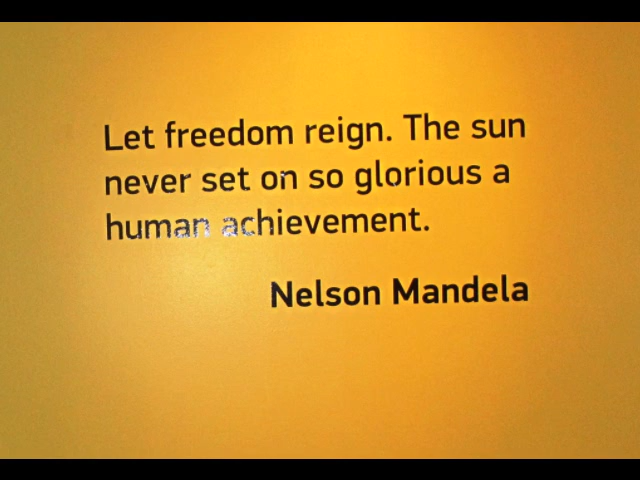 Let freedom reign. The sun
never set on so glorious a
human achievement.
Nelson Mandela